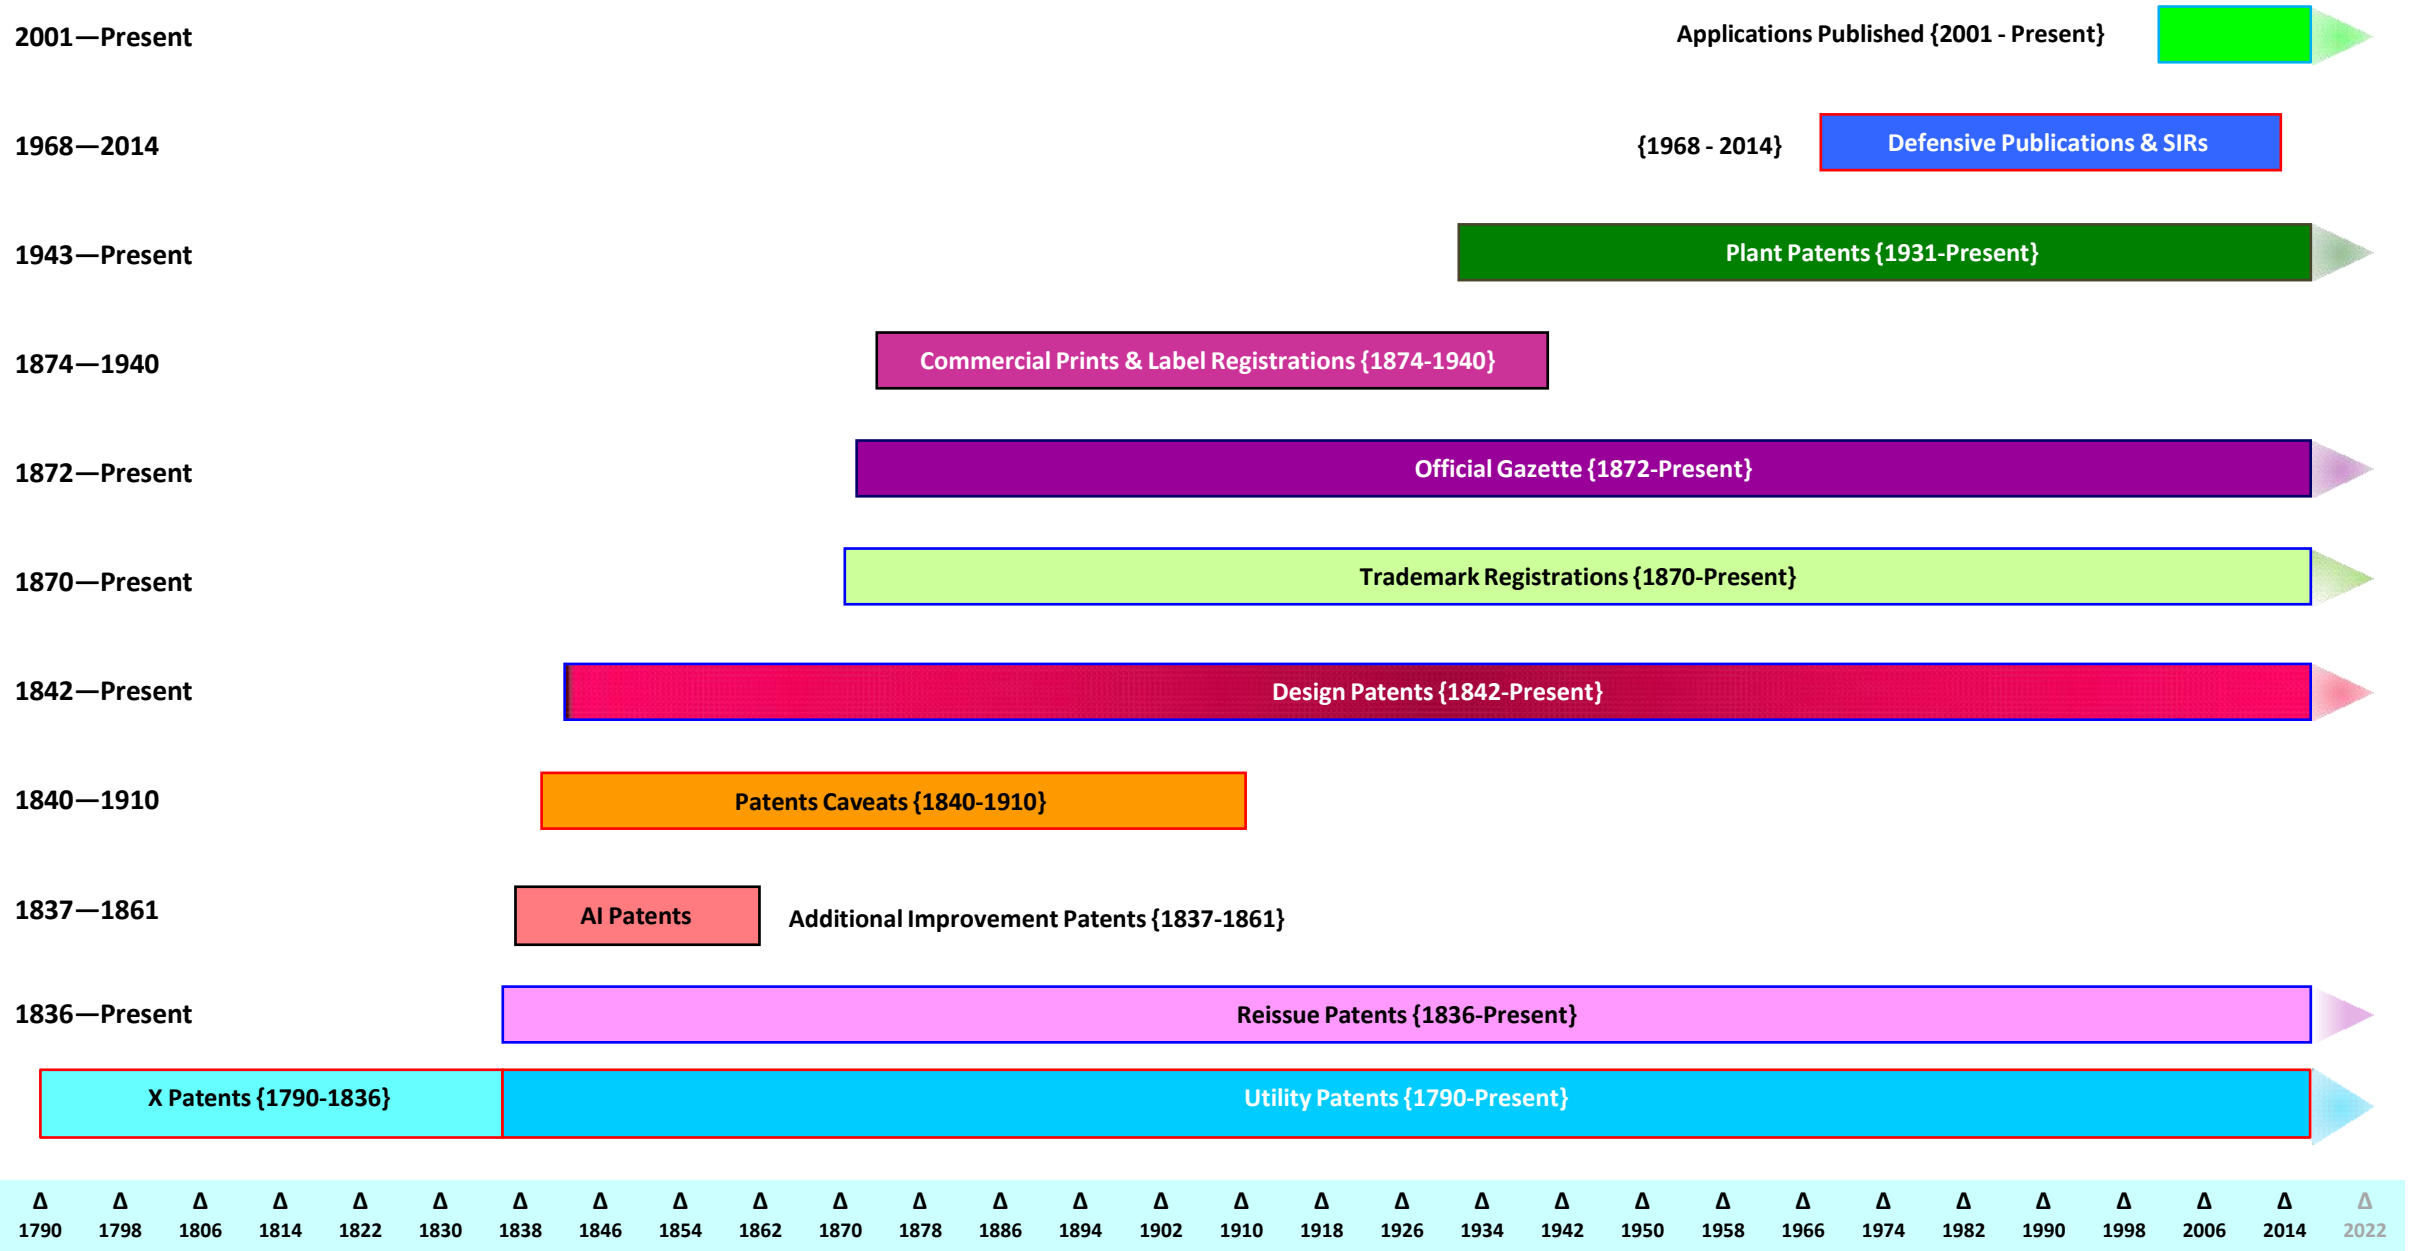 2001—Present
Applications Published {2001 - Present}
1968—2014
{1968 - 2014}
Defensive Publications & SIRs
1943—Present
Plant Patents {1931-Present}
1874—1940
Commercial Prints & Label Registrations {1874-1940}
1872—Present
Official Gazette {1872-Present}
1870—Present
Trademark Registrations {1870-Present}
1842—Present
Design Patents {1842-Present}
1840—1910
Patents Caveats {1840-1910}
1837—1861
AI Patents
Additional Improvement Patents {1837-1861}
1836—Present
Reissue Patents {1836-Present}
X Patents {1790-1836}
Utility Patents {1790-Present}
Δ Δ Δ Δ Δ Δ Δ Δ Δ Δ Δ Δ Δ Δ Δ Δ Δ Δ Δ Δ Δ Δ Δ Δ Δ Δ Δ Δ Δ Δ
1790 1798 1806 1814 1822 1830 1838 1846 1854 1862 1870 1878 1886 1894 1902 1910 1918 1926 1934 1942 1950 1958 1966 1974 1982 1990 1998 2006 2014 2022